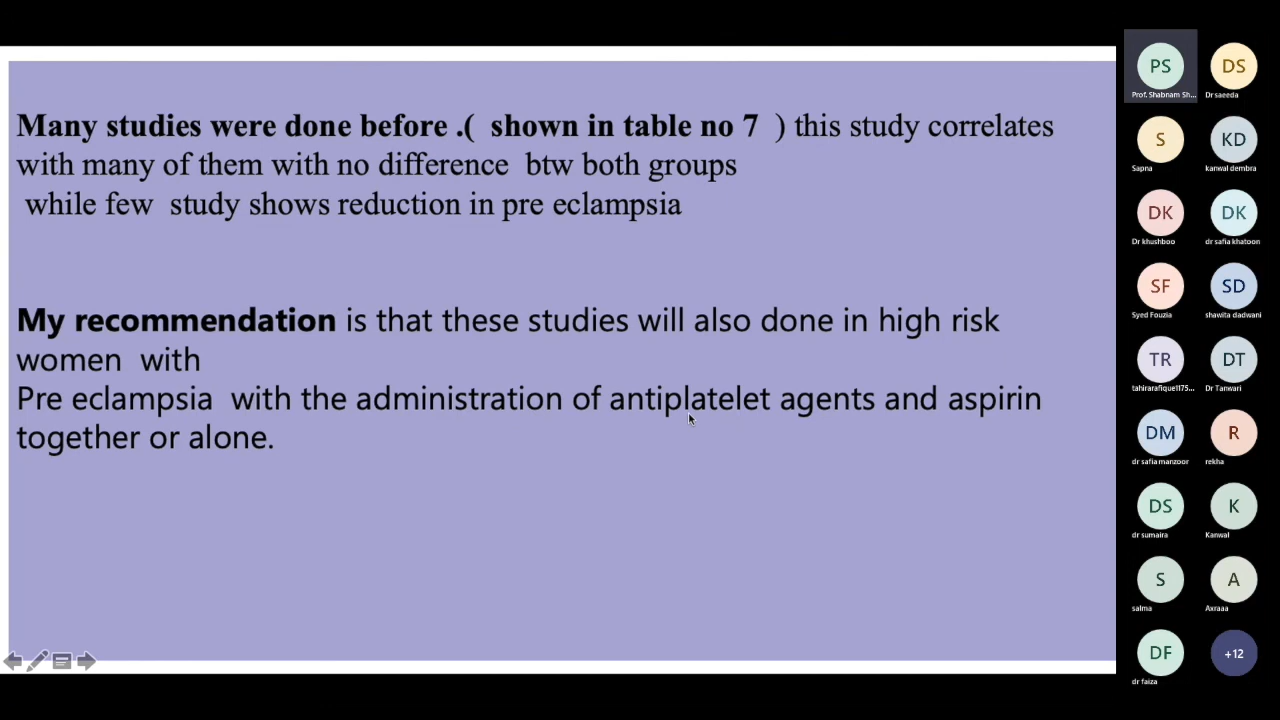 Many studies were done before .(  shown in table no 7  ) this study correlates
with many of them with no difference  btw both groups
while few  study shows reduction in pre eclampsia
My recommendation is that these studies will also done in high risk
women  with
Pre eclampsia  with the administration of antiplatelet agents and aspirin
together or alone.
PS
Prof. Shabnam Sh...
DS
Dr saeeda
S
Sapna
KD
kanwal dembra
DK
Dr khushboo
DK
dr safia khatoon
SF
Syed Fouzia
SD
shawita dadwani
TR
tahirarafique1175...
DT
Dr Tanwari
DM
dr safia manzoor
R
rekha
DS
dr sumaira
K
Kanwal
S
salma
A
Axraaa
DF
dr faiza
+12